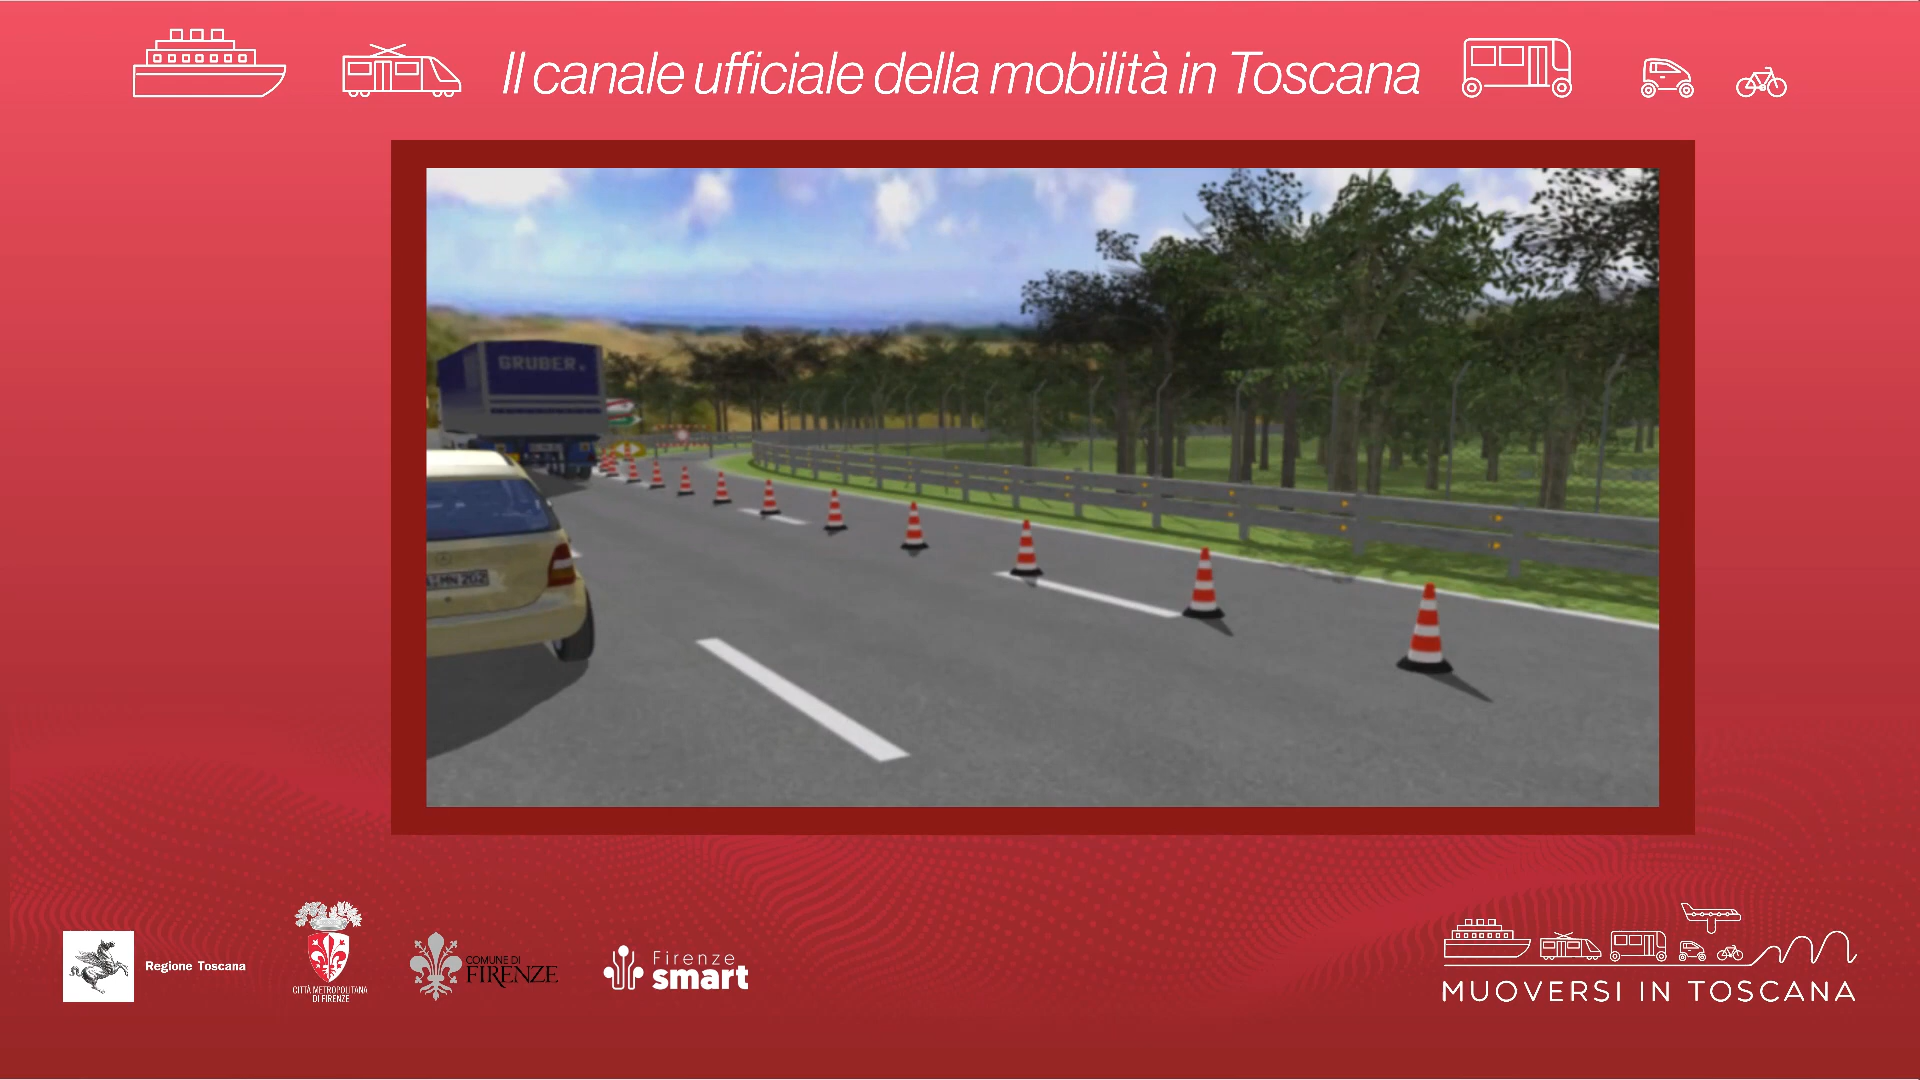 Il canale ufficiale della mobilità in Toscana
GRUBER
Regione Toscana
CITTÀ METROPOLITANA
DI FIRENZE
COMUNE DI
FIRENZE
Firenze
smart
MUOVERSI IN TOSCANA